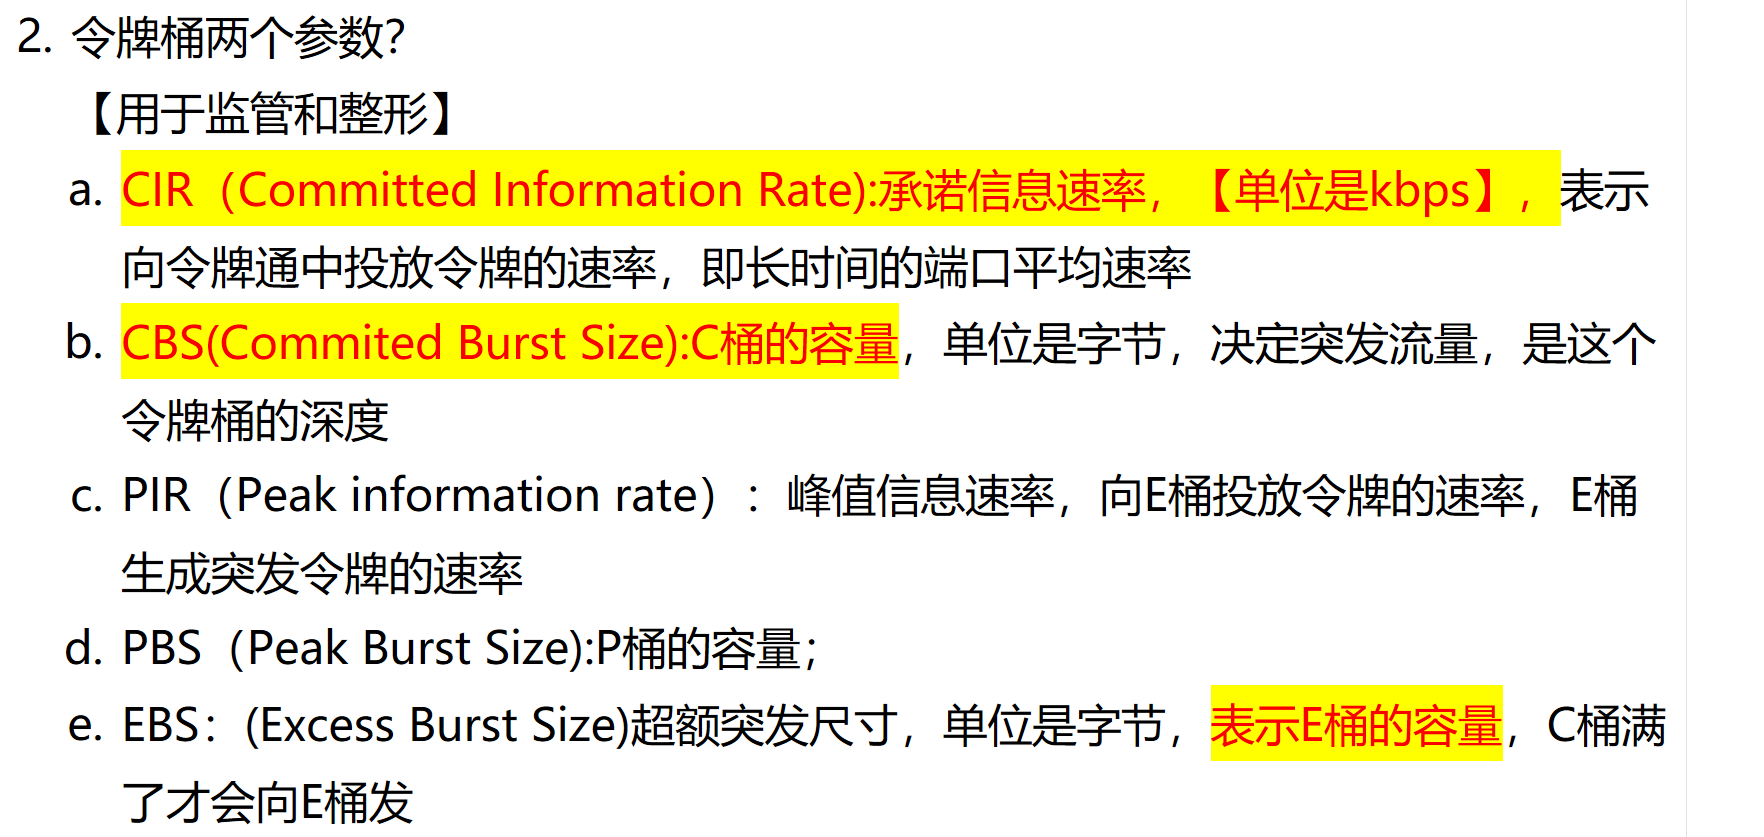 2. 令牌桶两个参数？
【用于监管和整形】
a. CIR（Committed Information Rate):承诺信息速率，【单位是kbps】，表示
向令牌通中投放令牌的速率，即长时间的端口平均速率
b. CBS(Commited Burst Size):C桶的容量，单位是字节，决定突发流量，是这个
令牌桶的深度
c. PIR（Peak information rate）：峰值信息速率，向E桶投放令牌的速率，E桶
生成突发令牌的速率
d. PBS（Peak Burst Size):P桶的容量；
e. EBS：(Excess Burst Size)超额突发尺寸，单位是字节，表示E桶的容量，C桶满
了才会向E桶发